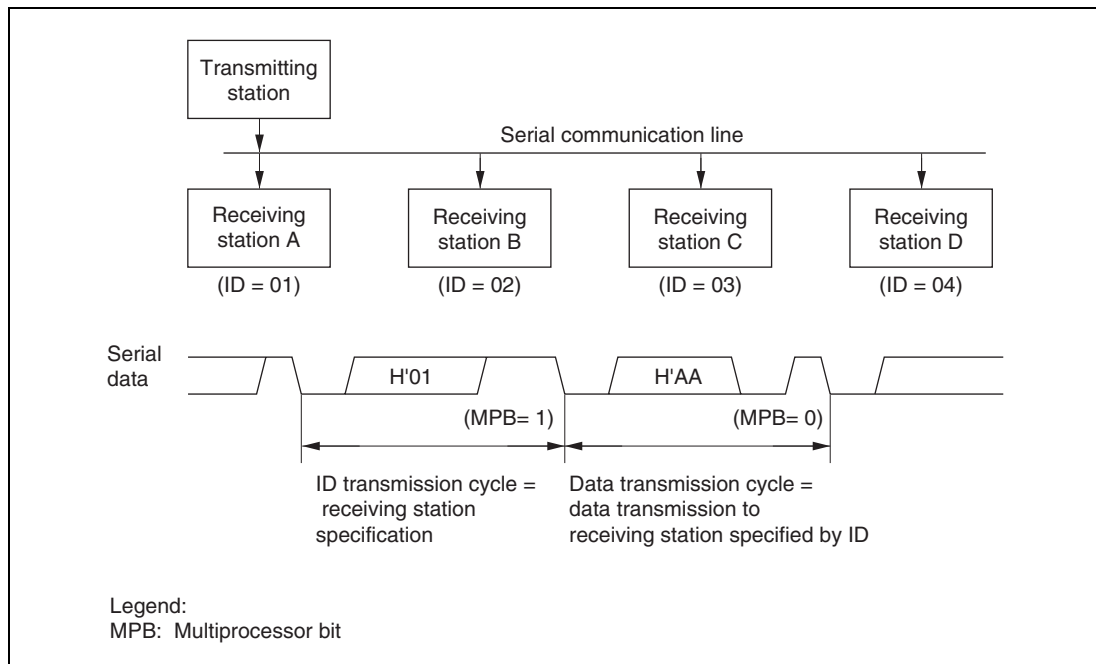 Transmitting
station
Serial communication line
Receiving
station A
Receiving
station B
Receiving
station C
Receiving
station D
(ID = 01)
(ID = 02)
(ID = 03)
(ID = 04)
Serial
data
H'01
H'AA
(MPB= 1)
(MPB= 0)
ID transmission cycle =
receiving station
specification
Data transmission cycle =
data transmission to
receiving station specified by ID
Legend:
MPB: Multiprocessor bit